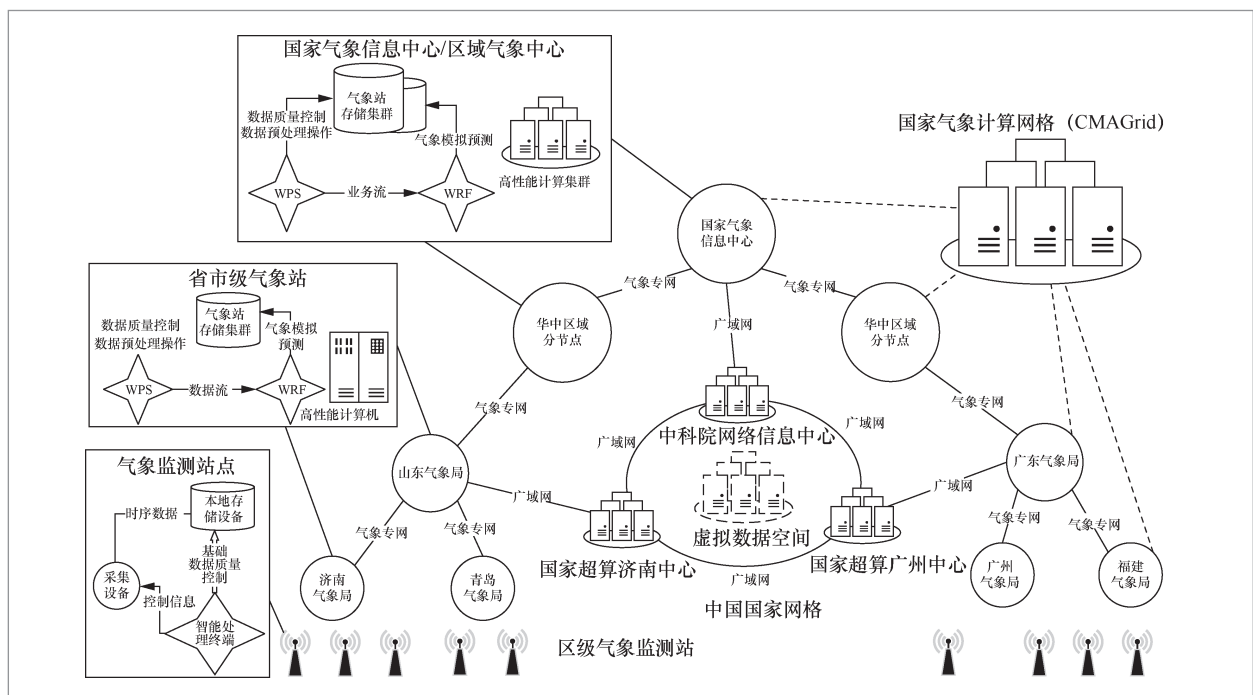 国家气象信息中心/区域气象中心
气象站
存储集群
数据质量控制
数据预处理操作
气象模拟预测
WPS
业务流
WRF
高性能计算集群
国家气象计算网格（CMAGrid）
国家气象
信息中心
气象专网
气象专网
广域网
华中区域
分节点
华中区域
分节点
省市级气象站
气象站
存储集群
数据质量控制
数据预处理操作
气象模拟
预测
WPS
数据流
WRF
高性能计算机
气象专网
气象专网
中科院网络信息中心
广域网
广域网
山东气象局
广东气象局
广域网
广域网
气象监测站点
本地存
储设备
时序数据
基础
数据质量
控制
采集
设备
控制信息
智能处
理终端
气象专网
气象专网
气象专网
气象专网
虚拟数据空间
国家超算济南中心
国家超算广州中心
广域网
济南
气象局
青岛
气象局
广州
气象局
福建
气象局
中国国家网格
区级气象监测站